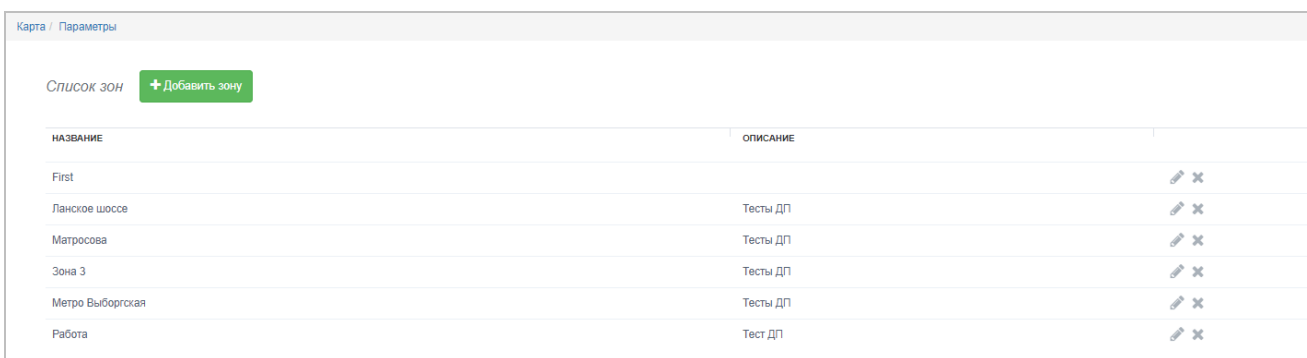 Карта / Параметры
Список зон + Добавить зону
НАЗВАНИЕ ОПИСАНИЕ
First
Ланское шоссе Тесты ДП
Матросова Тесты ДП
Зона 3 Тесты ДП
Метро Выборгская Тесты ДП
Работа Тест ДП